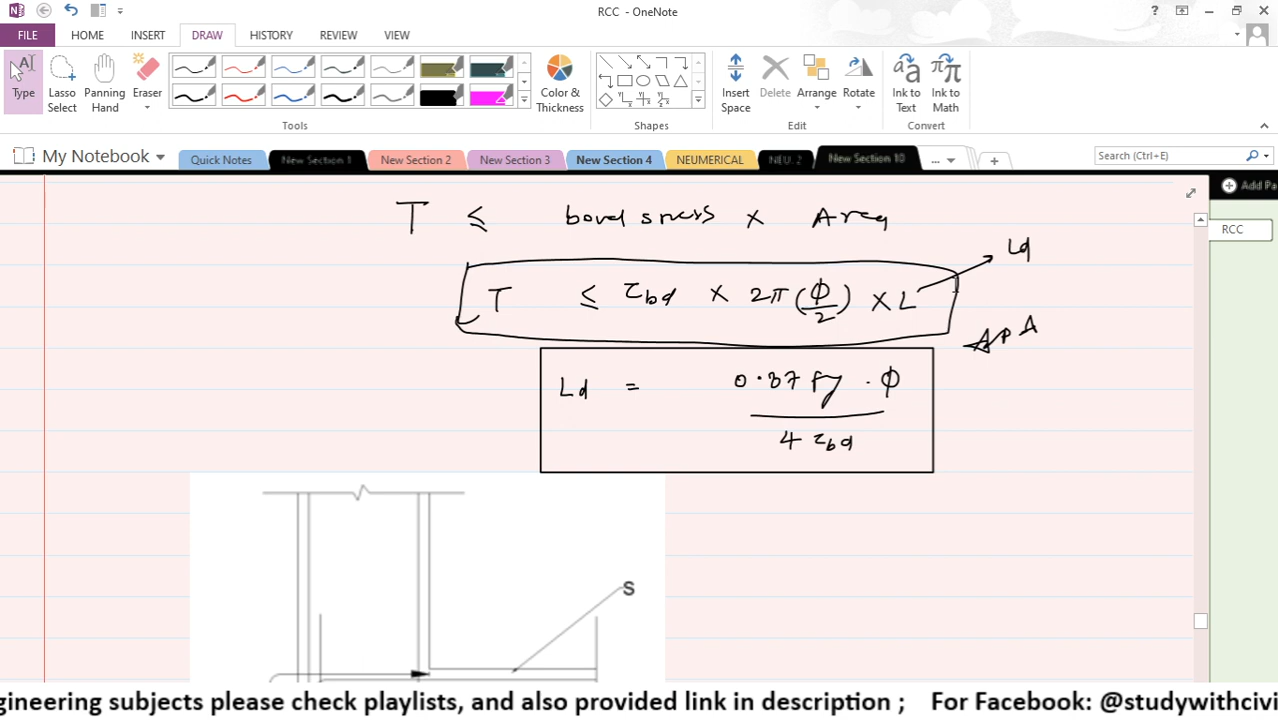 RCC - OneNote
FILE HOME INSERT DRAW HISTORY REVIEW VIEW
Type
Lasso Select
Panning Hand
Eraser
Color & Thickness
Insert Space
Delete
Arrange
Rotate
Ink to Text
Ink to Math
Tools Shapes Edit Convert
My Notebook Quick Notes New Section 1 New Section 2 New Section 3 New Section 4 NEUMERICAL NEU. 2 New Section 10 ... + Search (Ctrl+E)
Add Pa
RCC
T ≤ bond stress × Area
Ld
T ≤ τbd × 2π(ϕ/2) × L
Ld = 0.87 fy . ϕ / 4 τbd
S
gineering subjects please check playlists, and also provided link in description ; For Facebook: @studywithcivi